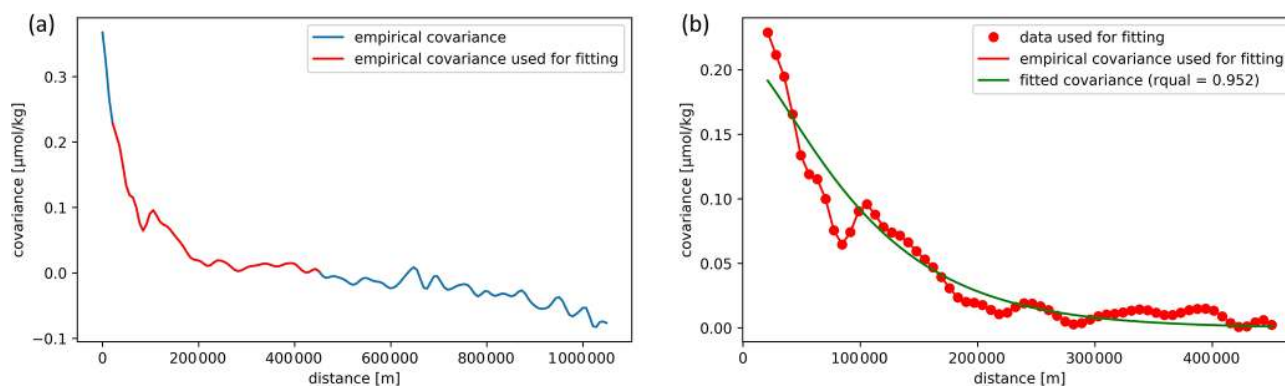 (a)
empirical covariance
empirical covariance used for fitting
covariance [µmol/kg]
0.3
0.2
0.1
0.0
−0.1
0 200000 400000 600000 800000 1000000
distance [m]
(b)
data used for fitting
empirical covariance used for fitting
fitted covariance (rqual = 0.952)
covariance [µmol/kg]
0.20
0.15
0.10
0.05
0.00
0 100000 200000 300000 400000
distance [m]